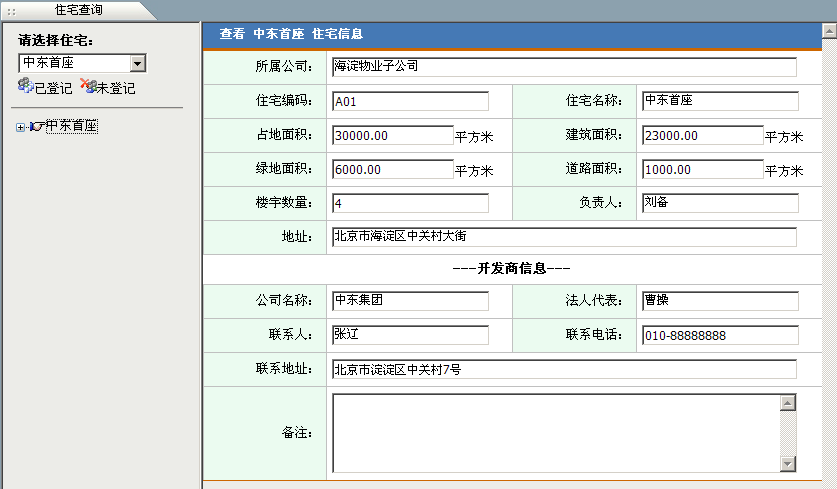 住宅查询
请选择住宅：
中东首座
已登记 未登记
中东首座
查看 中东首座 住宅信息
所属公司： 海淀物业子公司
住宅编码： A01 住宅名称： 中东首座
占地面积： 30000.00 平方米 建筑面积： 23000.00 平方米
绿地面积： 6000.00 平方米 道路面积： 1000.00 平方米
楼宇数量： 4 负责人： 刘备
地址： 北京市海淀区中关村大街
---开发商信息---
公司名称： 中东集团 法人代表： 曹操
联系人： 张辽 联系电话： 010-88888888
联系地址： 北京市淀淀区中关村7号
备注：